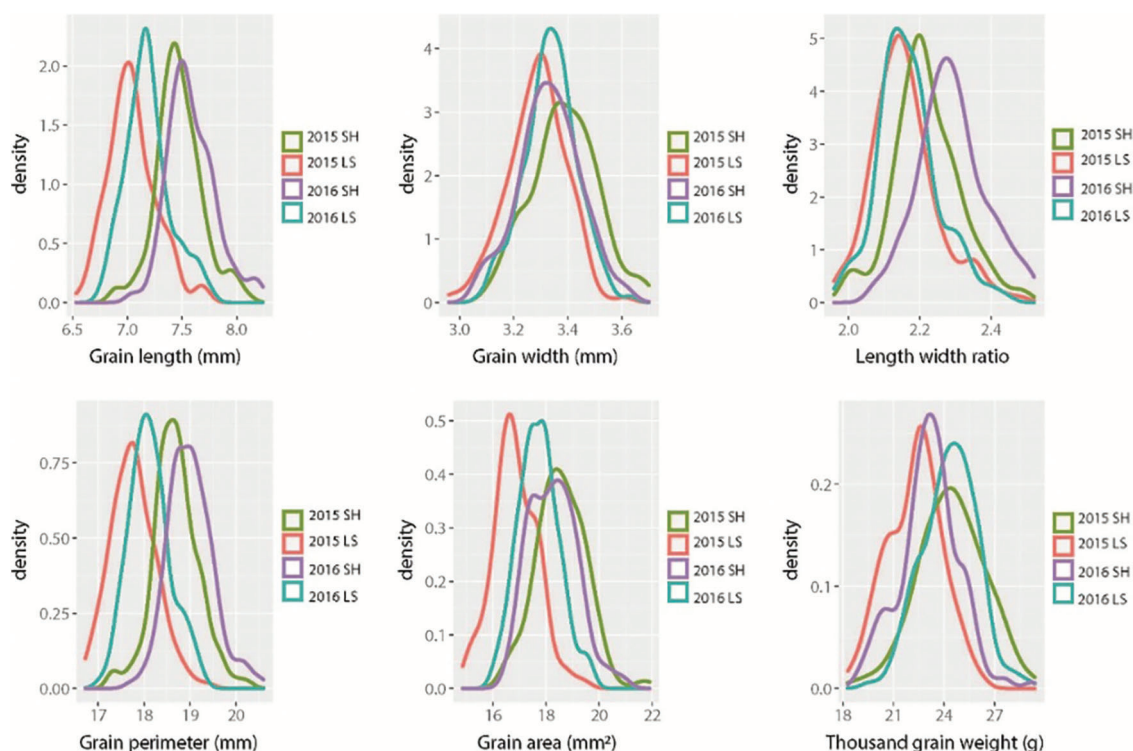 density
2.0
1.5
1.0
0.5
0.0
6.5 7.0 7.5 8.0
Grain length (mm)
2015 SH
2015 LS
2016 SH
2016 LS
density
4
3
2
1
0
3.0 3.2 3.4 3.6
Grain width (mm)
2015 SH
2015 LS
2016 SH
2016 LS
density
5
4
3
2
1
0
2.0 2.2 2.4
Length width ratio
2015 SH
2015 LS
2016 SH
2016 LS
density
0.75
0.50
0.25
0.00
17 18 19 20
Grain perimeter (mm)
2015 SH
2015 LS
2016 SH
2016 LS
density
0.5
0.4
0.3
0.2
0.1
0.0
16 18 20 22
Grain area (mm²)
2015 SH
2015 LS
2016 SH
2016 LS
density
0.2
0.1
0.0
18 21 24 27
Thousand grain weight (g)
2015 SH
2015 LS
2016 SH
2016 LS